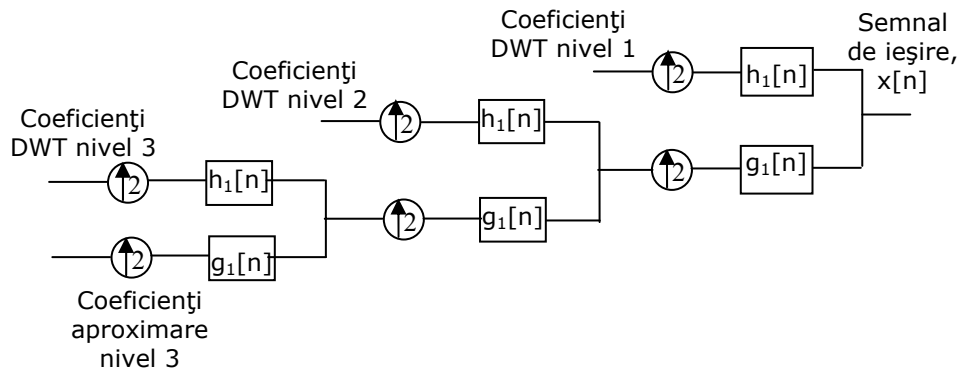 Coeficienţi
DWT nivel 1
Semnal
de ieşire,
x[n]
2
h₁[n]
Coeficienţi
DWT nivel 2
2
h₁[n]
Coeficienţi
DWT nivel 3
2
h₁[n]
2
g₁[n]
2
g₁[n]
2
g₁[n]
Coeficienţi
aproximare
nivel 3